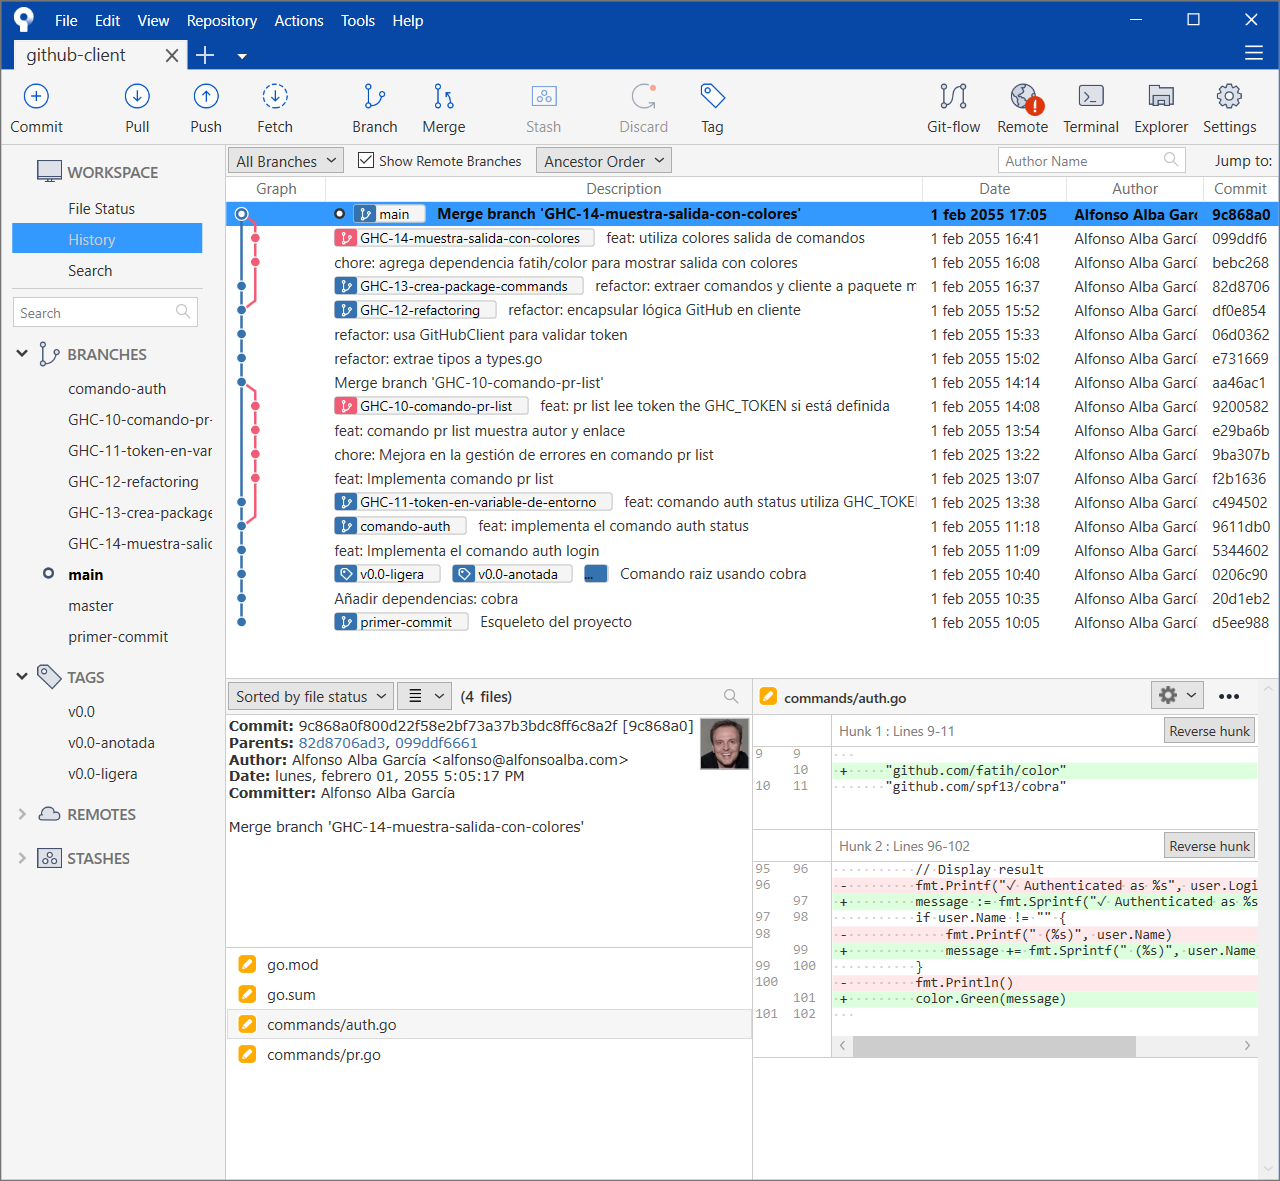 File Edit View Repository Actions Tools Help
github-client
Commit Pull Push Fetch Branch Merge Stash Discard Tag Git-flow Remote Terminal Explorer Settings
WORKSPACE
File Status
History
Search
Search
BRANCHES
comando-auth
GHC-10-comando-pr-
GHC-11-token-en-var
GHC-12-refactoring
GHC-13-crea-package
GHC-14-muestra-salic
main
master
primer-commit
TAGS
v0.0
v0.0-anotada
v0.0-ligera
REMOTES
STASHES
All Branches Show Remote Branches Ancestor Order Author Name Jump to:
Graph Description Date Author Commit
main Merge branch 'GHC-14-muestra-salida-con-colores' 1 feb 2055 17:05 Alfonso Alba Garc 9c868a0
GHC-14-muestra-salida-con-colores feat: utiliza colores salida de comandos 1 feb 2055 16:41 Alfonso Alba Garcí 099ddf6
chore: agrega dependencia fatih/color para mostrar salida con colores 1 feb 2055 16:08 Alfonso Alba Garcí bebc268
GHC-13-crea-package-commands refactor: extraer comandos y cliente a paquete m 1 feb 2055 16:37 Alfonso Alba Garcí 82d8706
GHC-12-refactoring refactor: encapsular lógica GitHub en cliente 1 feb 2055 15:52 Alfonso Alba Garcí df0e854
refactor: usa GitHubClient para validar token 1 feb 2055 15:33 Alfonso Alba Garcí 06d0362
refactor: extrae tipos a types.go 1 feb 2055 15:02 Alfonso Alba Garcí e731669
Merge branch 'GHC-10-comando-pr-list' 1 feb 2055 14:14 Alfonso Alba Garcí aa46ac1
GHC-10-comando-pr-list feat: pr list lee token the GHC_TOKEN si está definida 1 feb 2055 14:08 Alfonso Alba Garcí 9200582
feat: comando pr list muestra autor y enlace 1 feb 2055 13:54 Alfonso Alba Garcí e29ba6b
chore: Mejora en la gestión de errores en comando pr list 1 feb 2025 13:22 Alfonso Alba Garcí 9ba307b
feat: Implementa comando pr list 1 feb 2025 13:07 Alfonso Alba Garcí f2b1636
GHC-11-token-en-variable-de-entorno feat: comando auth status utiliza GHC_TOKE 1 feb 2025 13:38 Alfonso Alba Garcí c494502
comando-auth feat: implementa el comando auth status 1 feb 2055 11:18 Alfonso Alba Garcí 9611db0
feat: Implementa el comando auth login 1 feb 2055 11:09 Alfonso Alba Garcí 5344602
v0.0-ligera v0.0-anotada ... Comando raiz usando cobra 1 feb 2055 10:40 Alfonso Alba Garcí 0206c90
Añadir dependencias: cobra 1 feb 2055 10:35 Alfonso Alba Garcí 20d1eb2
primer-commit Esqueleto del proyecto 1 feb 2055 10:05 Alfonso Alba Garcí d5ee988
Sorted by file status (4 files)
Commit: 9c868a0f800d22f58e2bf73a37b3bdc8ff6c8a2f [9c868a0]
Parents: 82d8706ad3, 099ddf6661
Author: Alfonso Alba García <alfonso@alfonsoalba.com>
Date: lunes, febrero 01, 2055 5:05:17 PM
Committer: Alfonso Alba García
Merge branch 'GHC-14-muestra-salida-con-colores'
go.mod
go.sum
commands/auth.go
commands/pr.go
commands/auth.go
Hunk 1 : Lines 9-11 Reverse hunk
9 9
10 + "github.com/fatih/color"
10 11 "github.com/spf13/cobra"
Hunk 2 : Lines 96-102 Reverse hunk
95 96 // Display result
96 - fmt.Printf("✓ Authenticated as %s", user.Logi
97 + message := fmt.Sprintf("✓ Authenticated as %s
97 98 if user.Name != "" {
98 - fmt.Printf(" (%s)", user.Name)
99 + message += fmt.Sprintf(" (%s)", user.Name
99 100 }
100 - fmt.Println()
101 + color.Green(message)
101 102